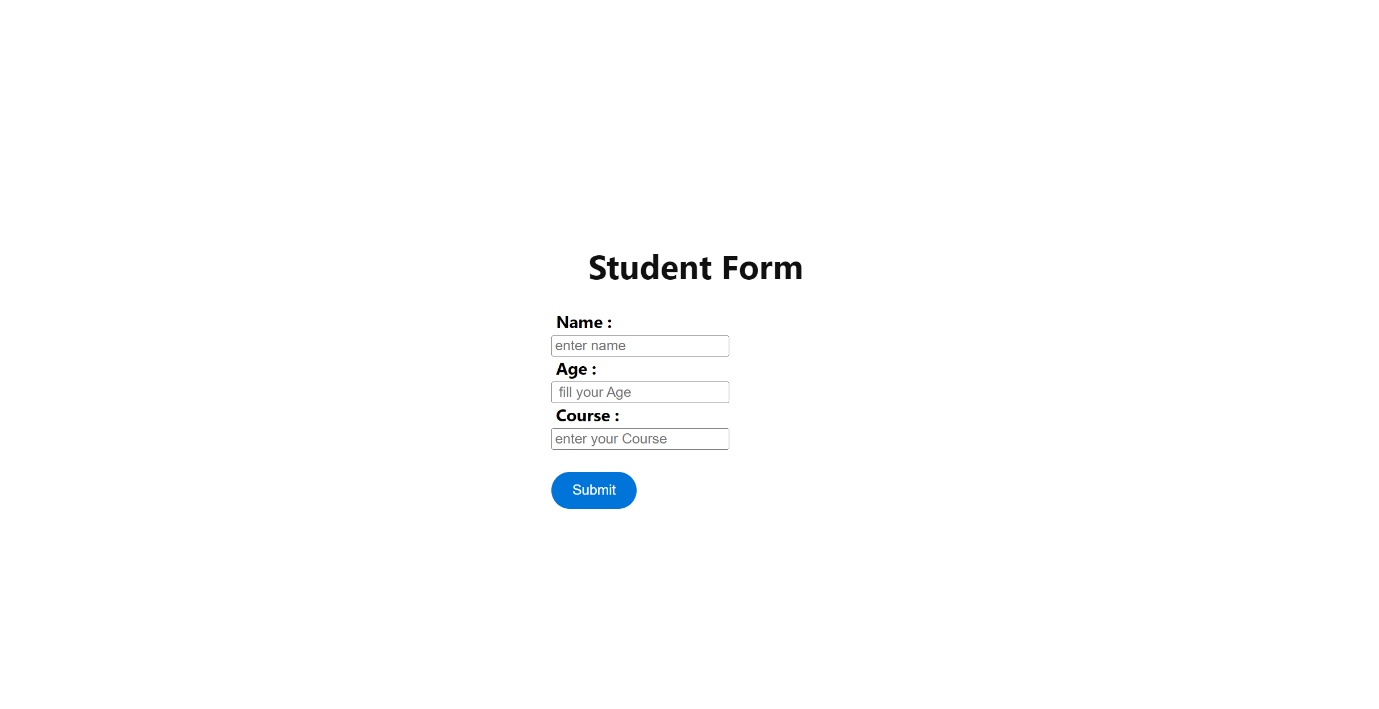 Student Form
Name :
enter name
Age :
fill your Age
Course :
enter your Course
Submit